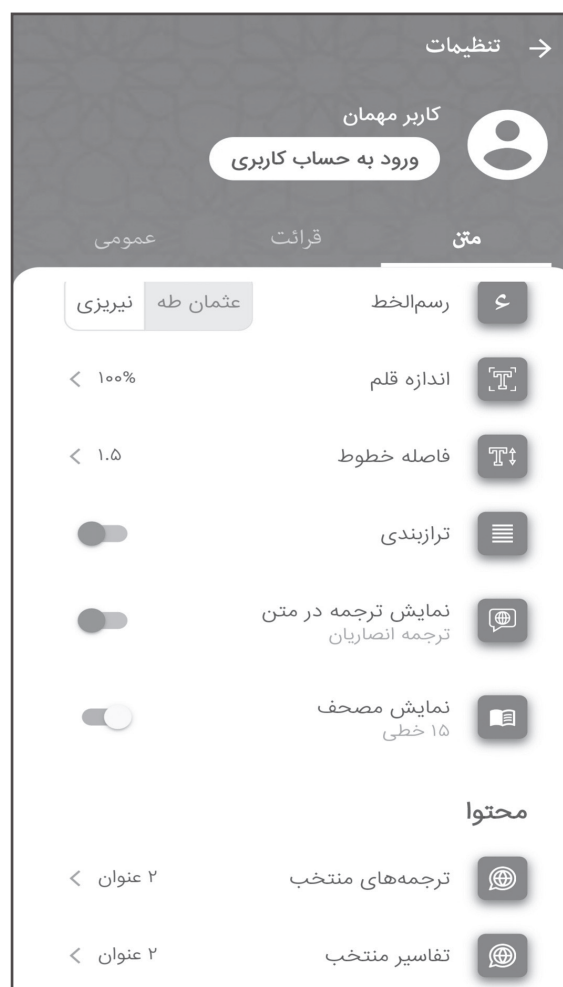 تنظیمات
کاربر مهمان
ورود به حساب کاربری
متن قرائت عمومی
رسم‌الخط عثمان طه نیریزی
اندازه قلم ۱۰۰%
فاصله خطوط ۱.۵
ترازبندی
نمایش ترجمه در متن
ترجمه انصاریان
نمایش مصحف
۱۵ خطی
محتوا
ترجمه‌های منتخب ۲ عنوان
تفاسیر منتخب ۲ عنوان